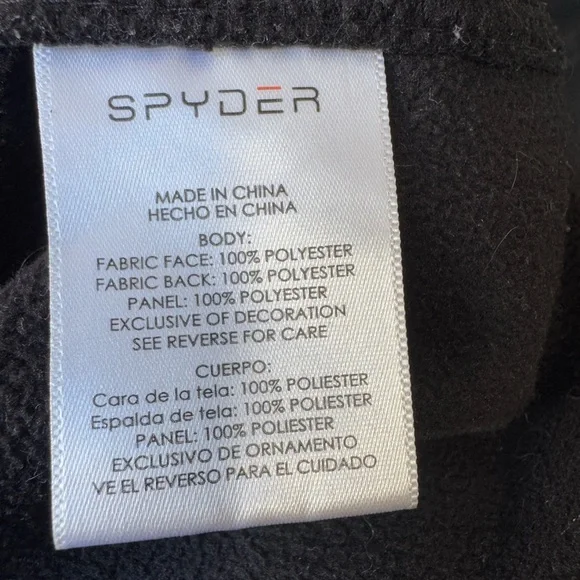 SPYDER
MADE IN CHINA
HECHO EN CHINA
BODY:
FABRIC FACE: 100% POLYESTER
FABRIC BACK: 100% POLYESTER
PANEL: 100% POLYESTER
EXCLUSIVE OF DECORATION
SEE REVERSE FOR CARE
CUERPO:
Cara de la tela: 100% POLIESTER
Espalda de tela: 100% POLIESTER
PANEL: 100% POLIESTER
EXCLUSIVO DE ORNAMENTO
VE EL REVERSO PARA EL CUIDADO